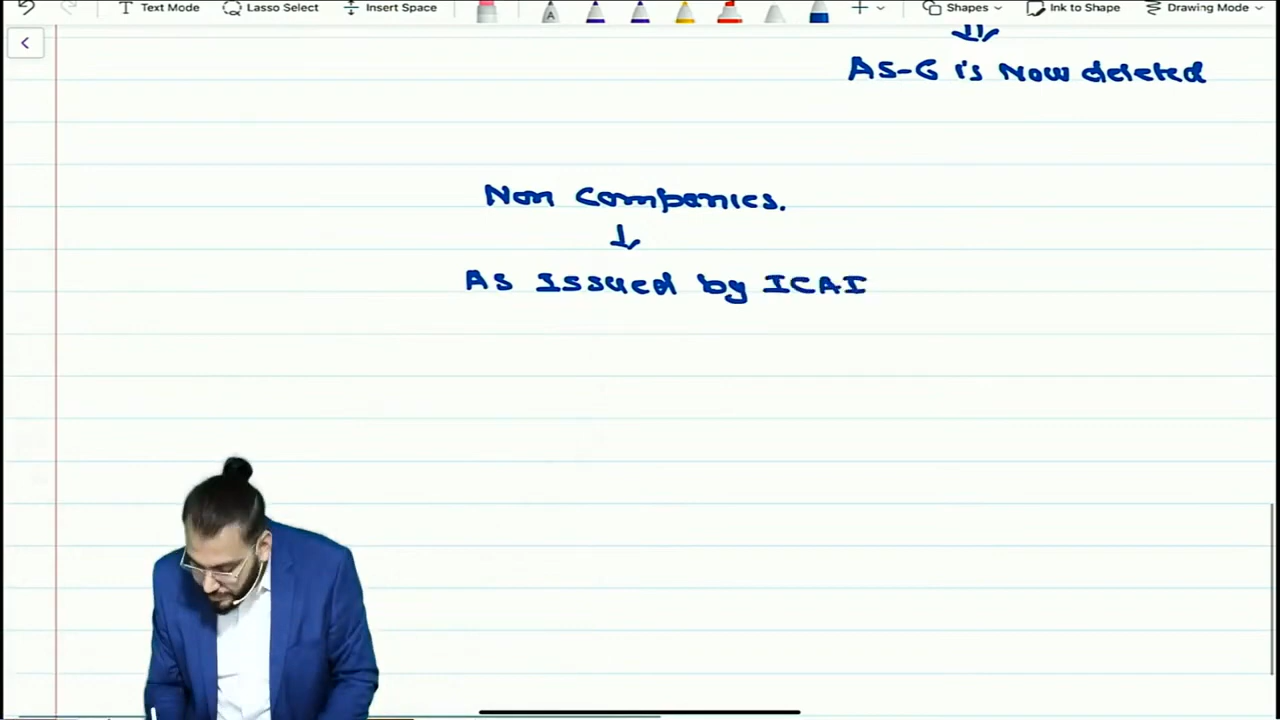 Text Mode Lasso Select Insert Space Shapes Ink to Shape Drawing Mode
AS-6 is Now deleted
Non Companies.
As Issued by ICAI